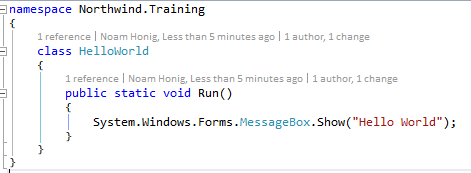 namespace Northwind.Training
{
1 reference | Noam Honig, Less than 5 minutes ago | 1 author, 1 change
class HelloWorld
{
1 reference | Noam Honig, Less than 5 minutes ago | 1 author, 1 change
public static void Run()
{
System.Windows.Forms.MessageBox.Show("Hello World");
}
}
}